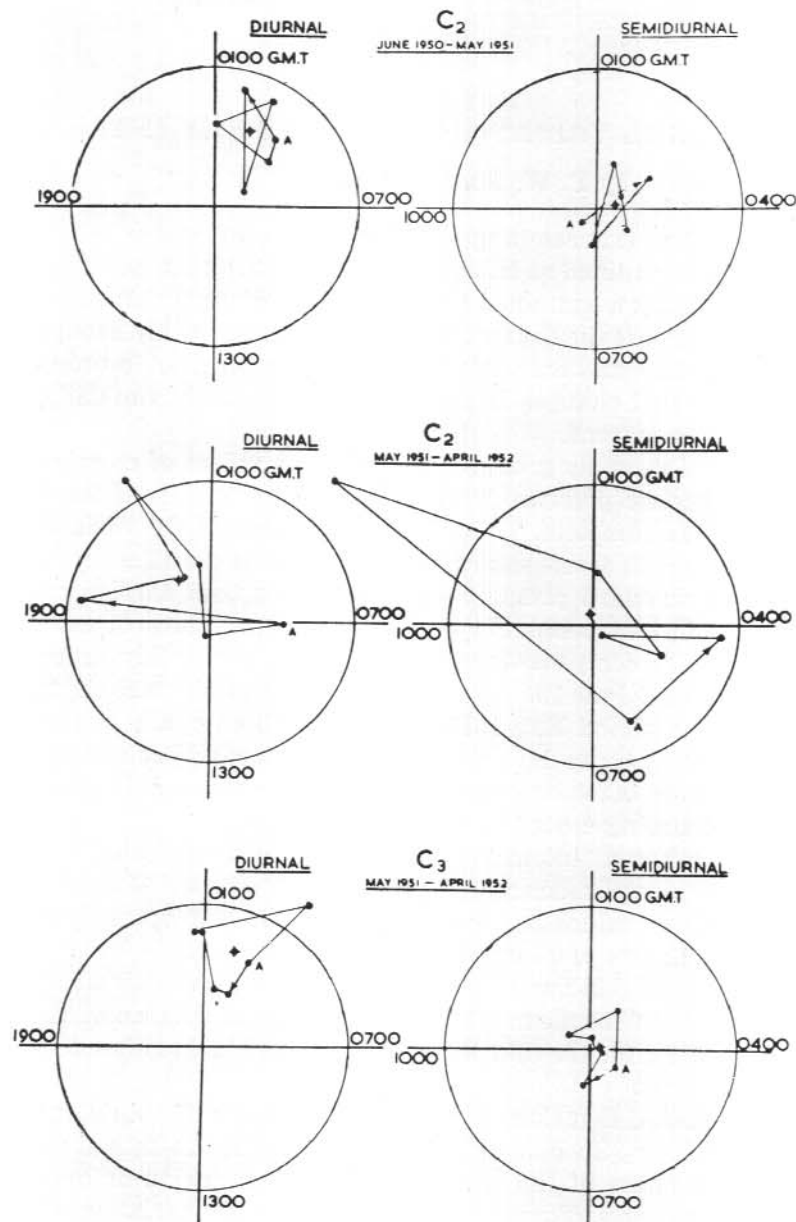 DIURNAL
C2
SEMIDIURNAL
JUNE 1950 – MAY 1951
0100 G.M.T
0100 G.M.T
A
1900
0700
A
1000
0400
1300
0700
DIURNAL
C2
SEMIDIURNAL
MAY 1951 – APRIL 1952
0100 G.M.T
0100 G.M.T
1900
0700
A
1000
0400
A
1300
0700
DIURNAL
C3
SEMIDIURNAL
MAY 1951 – APRIL 1952
0100
0100 G.M.T
A
1900
0700
1000
0400
A
1300
0700